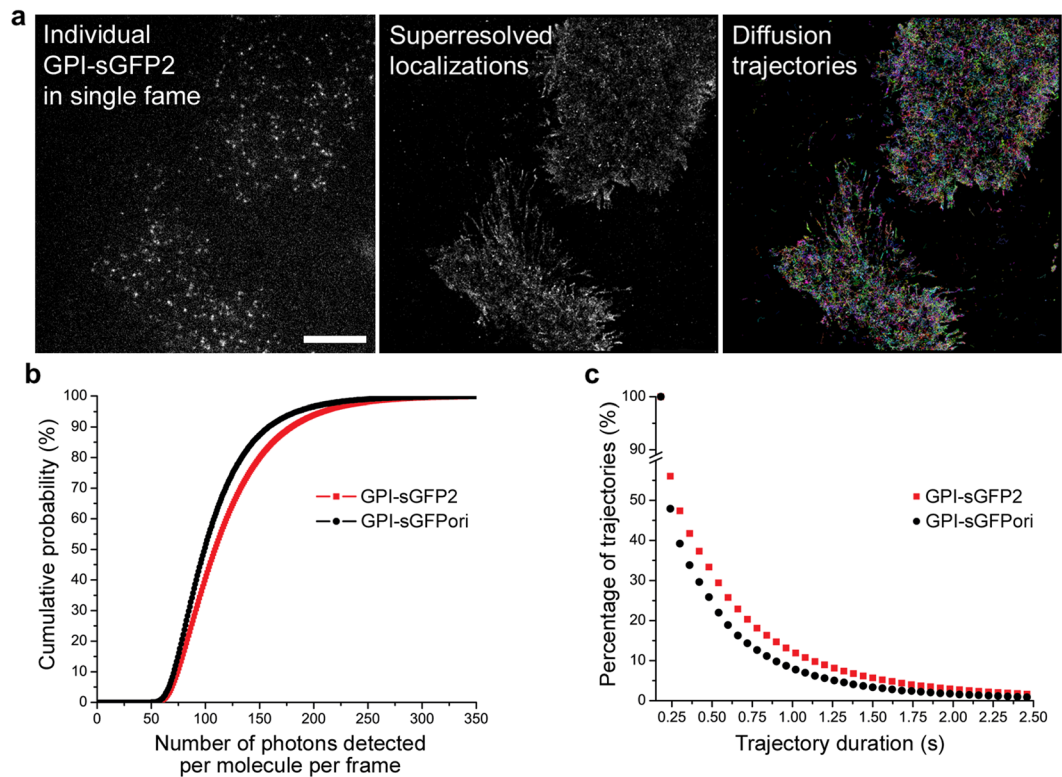 a
Individual
GPI-sGFP2
in single fame
Superresolved
localizations
Diffusion
trajectories
b
Cumulative probability (%)
100
90
80
70
60
50
40
30
20
10
0
0 50 100 150 200 250 300 350
Number of photons detected
per molecule per frame
GPI-sGFP2
GPI-sGFPori
c
Percentage of trajectories (%)
100
90
50
40
30
20
10
0
0.25 0.50 0.75 1.00 1.25 1.50 1.75 2.00 2.25 2.50
Trajectory duration (s)
GPI-sGFP2
GPI-sGFPori